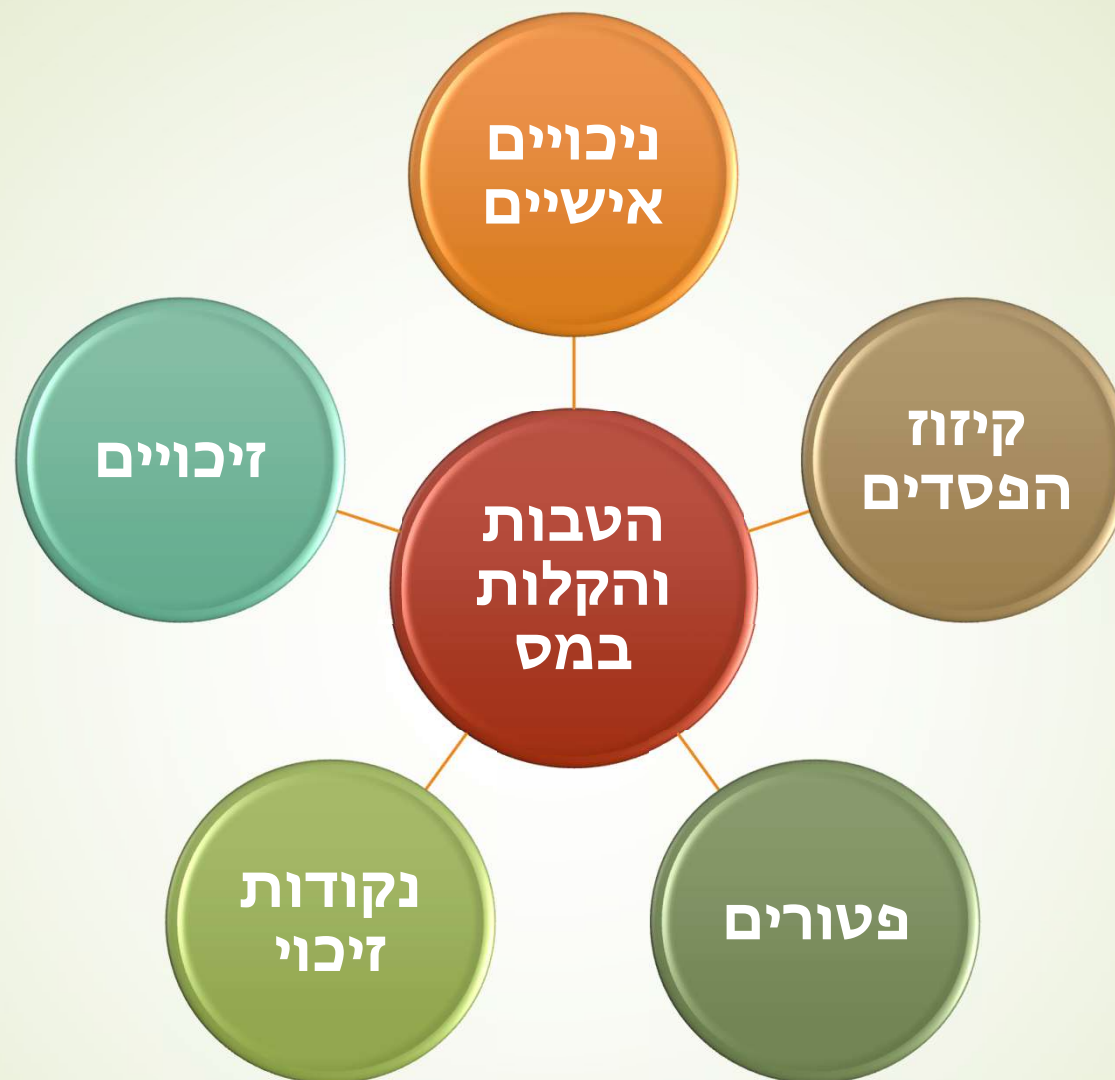 ניכויים
אישיים
קיזוז
הפסדים
זיכויים
הטבות
והקלות
במס
נקודות
זיכוי
פטורים